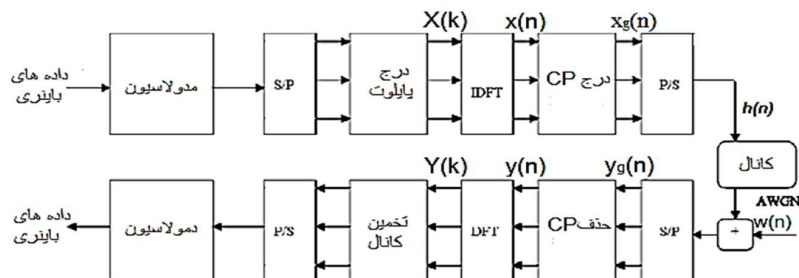 X(k)
x(n)
xg(n)
داده های
باینری
مدولاسیون
S/P
درج
پایلوت
IDFT
درج CP
P/S
h(n)
کانال
AWGN
w(n)
+
Y(k)
y(n)
yg(n)
داده های
باینری
دمولاسیون
P/S
تخمین
کانال
DFT
حذف CP
S/P